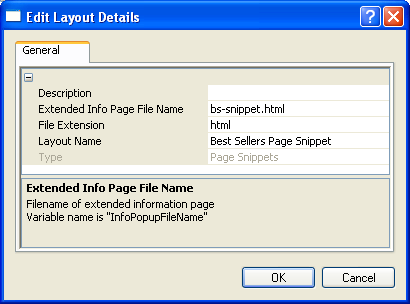 Edit Layout Details
General
Description
Extended Info Page File Name bs-snippet.html
File Extension html
Layout Name Best Sellers Page Snippet
Type Page Snippets
Extended Info Page File Name
Filename of extended information page
Variable name is "InfoPopupFileName"
OK Cancel